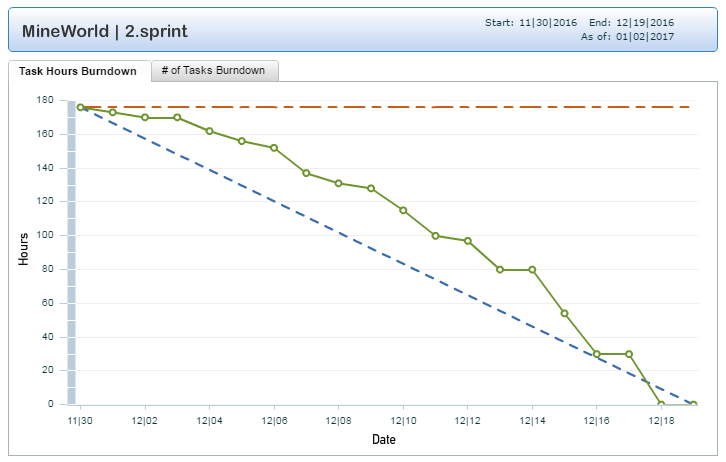 MineWorld | 2.sprint
Start: 11|30|2016 End: 12|19|2016
As of: 01|02|2017
Task Hours Burndown
# of Tasks Burndown
180
160
140
120
100
80
60
40
20
0
Hours
11|30 12|02 12|04 12|06 12|08 12|10 12|12 12|14 12|16 12|18
Date